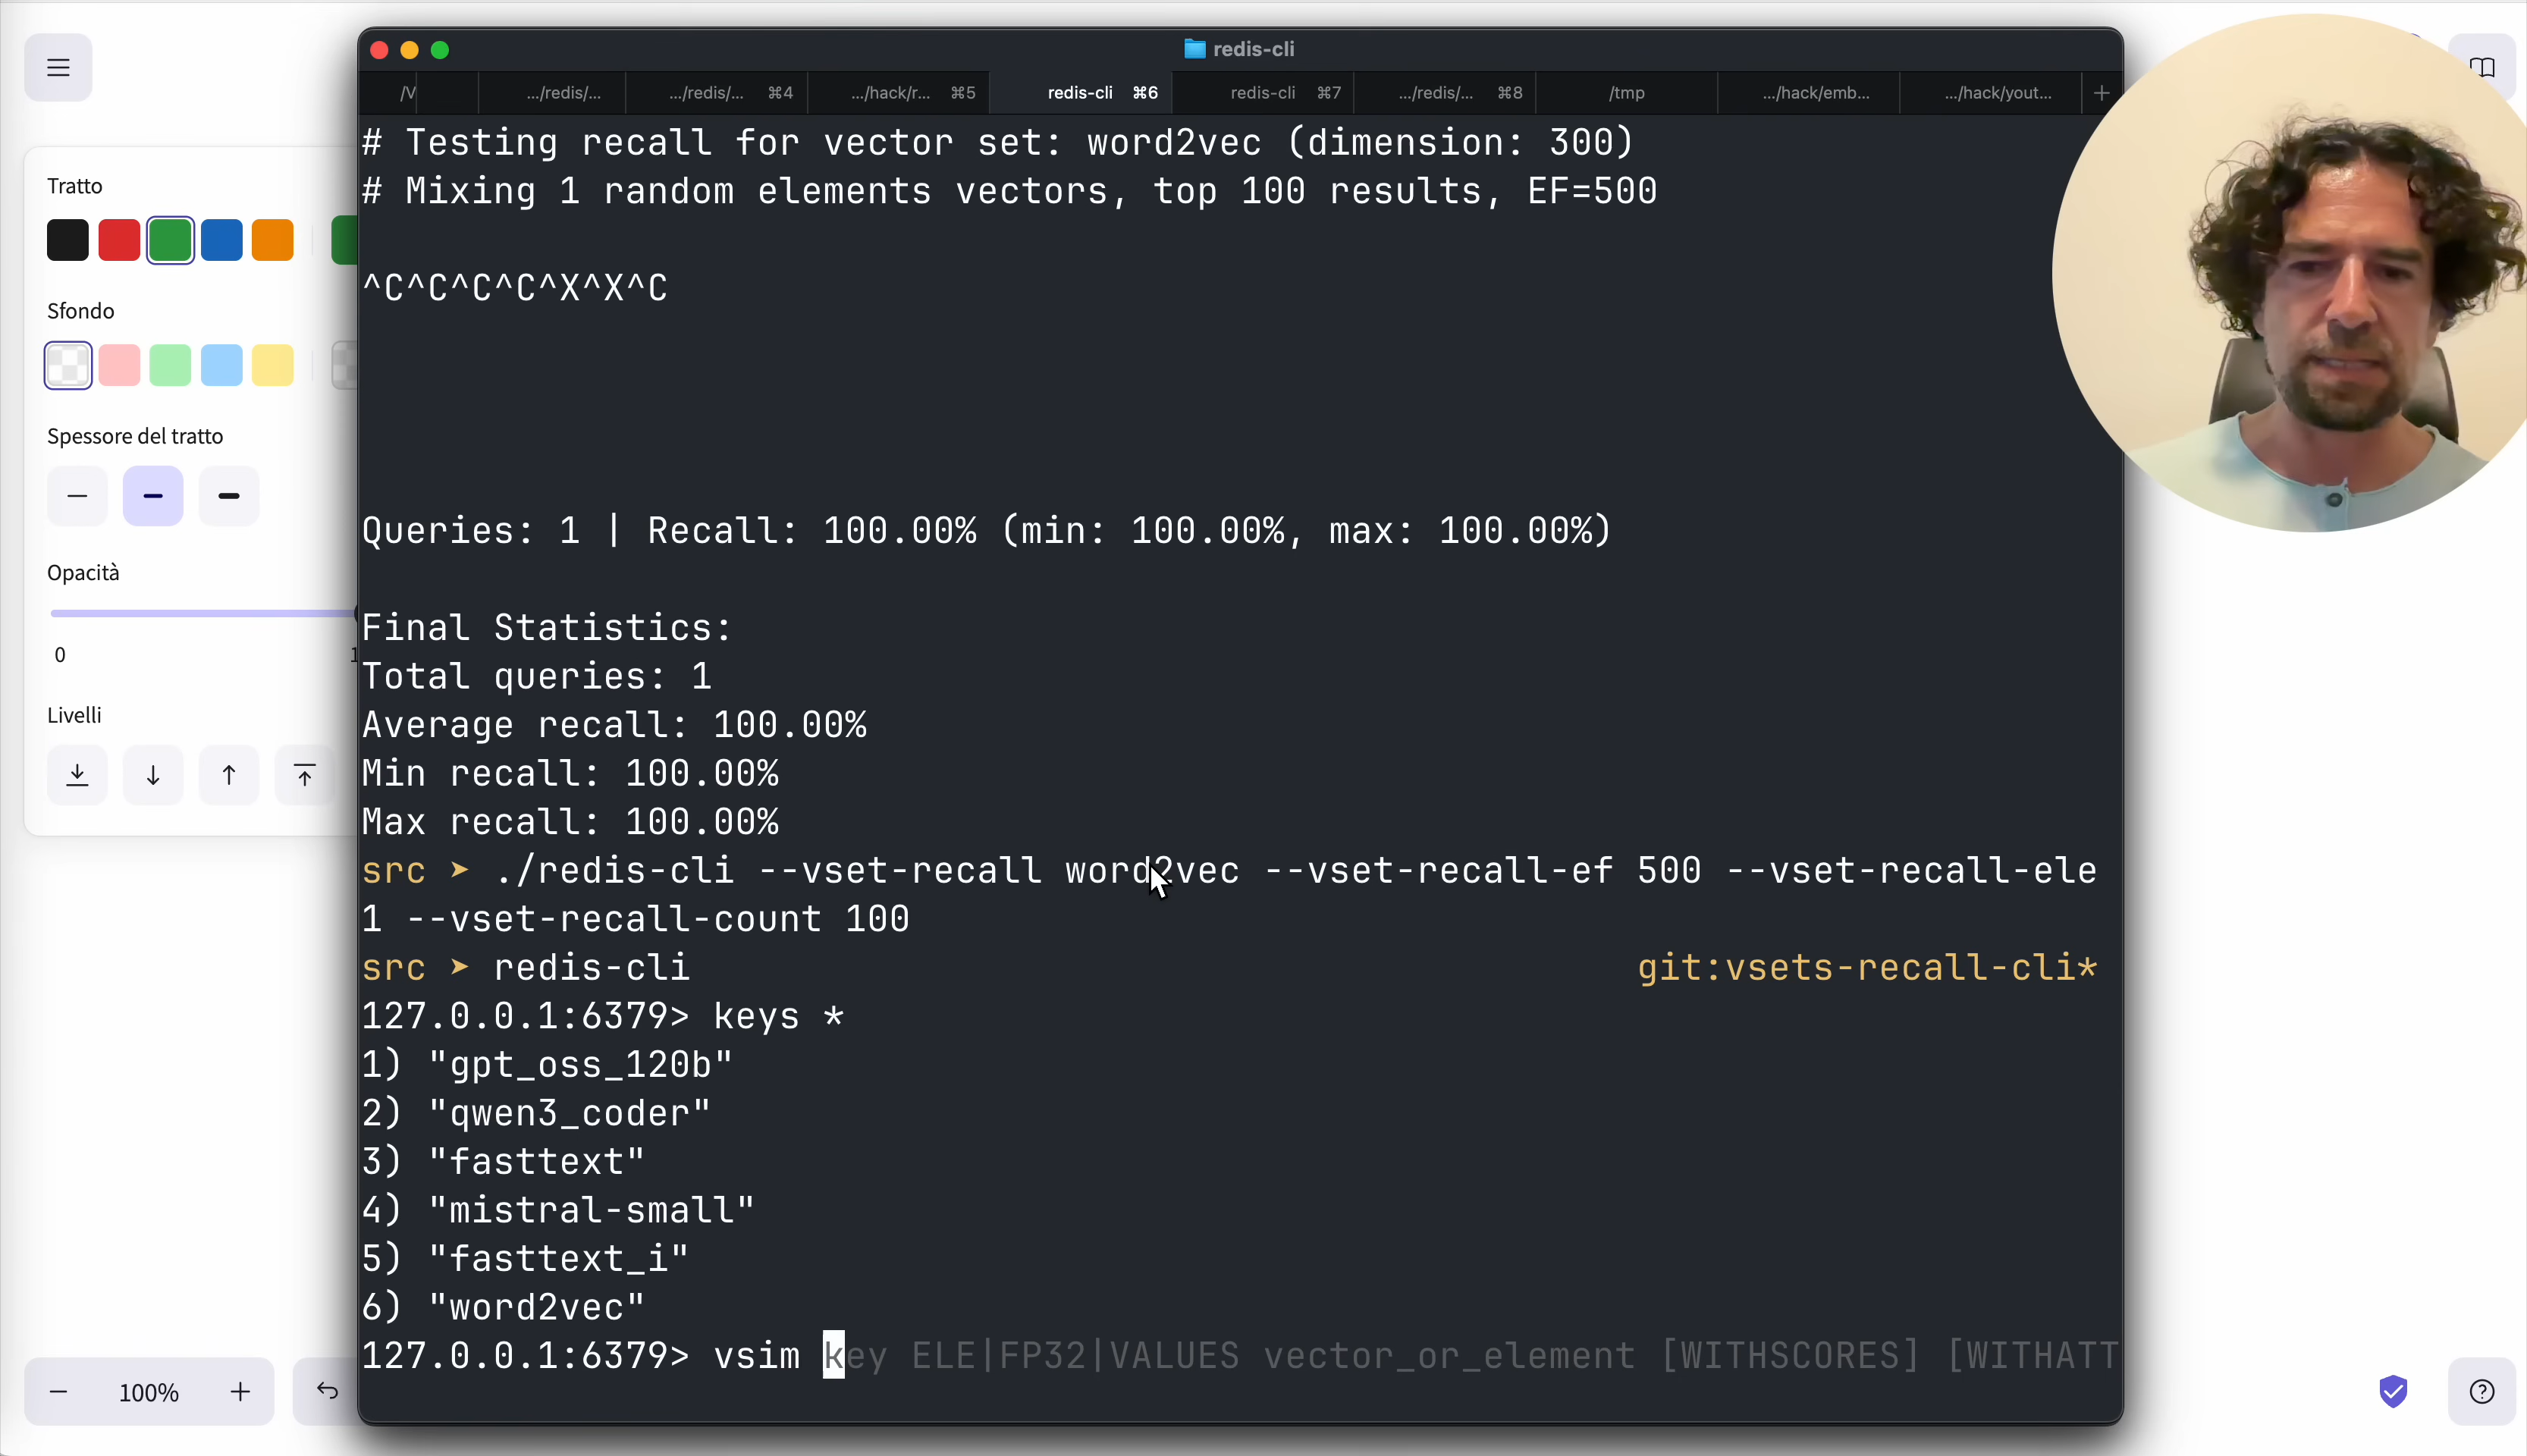 redis-cli
/V
.../redis/...
.../redis/... ⌘4
.../hack/r... ⌘5
redis-cli ⌘6
redis-cli ⌘7
.../redis/... ⌘8
/tmp
.../hack/emb...
.../hack/yout...
+
Tratto
Sfondo
Spessore del tratto
Opacità
0
1
Livelli
100%
# Testing recall for vector set: word2vec (dimension: 300)
# Mixing 1 random elements vectors, top 100 results, EF=500
^C^C^C^C^X^X^C
Queries: 1 | Recall: 100.00% (min: 100.00%, max: 100.00%)
Final Statistics:
Total queries: 1
Average recall: 100.00%
Min recall: 100.00%
Max recall: 100.00%
src ➤ ./redis-cli --vset-recall word2vec --vset-recall-ef 500 --vset-recall-ele
1 --vset-recall-count 100
src ➤ redis-cli git:vsets-recall-cli*
127.0.0.1:6379> keys *
1) "gpt_oss_120b"
2) "qwen3_coder"
3) "fasttext"
4) "mistral-small"
5) "fasttext_i"
6) "word2vec"
127.0.0.1:6379> vsim key ELE|FP32|VALUES vector_or_element [WITHSCORES] [WITHATT